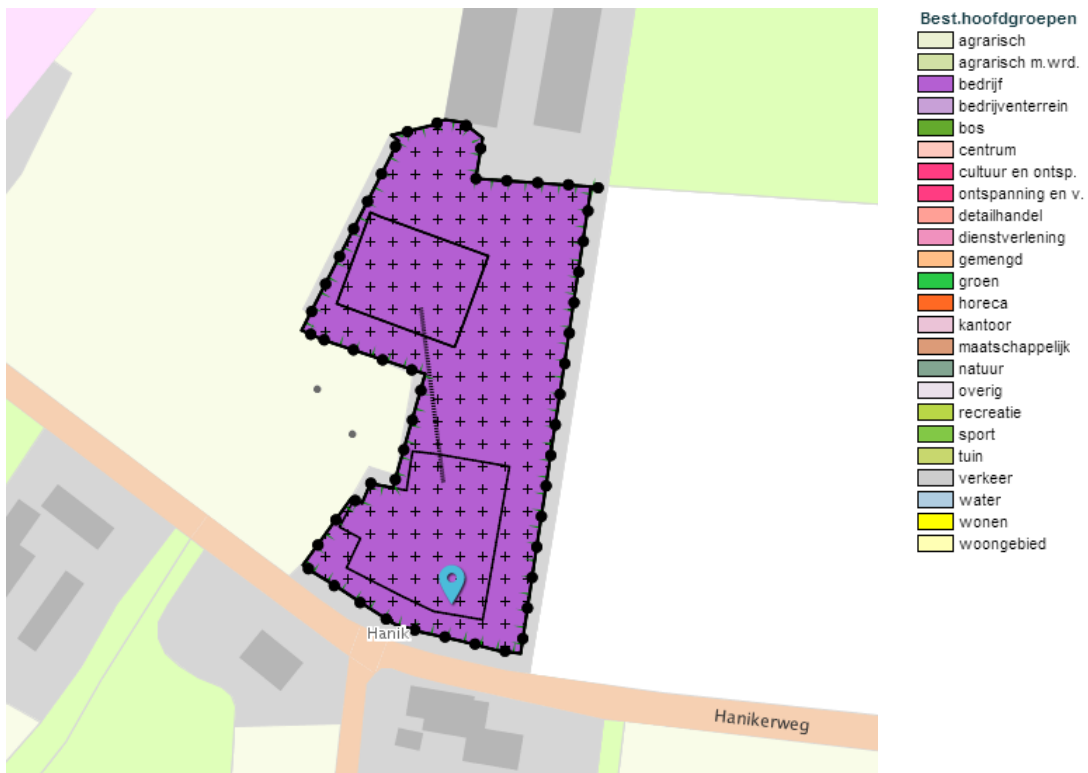 Best.hoofdgroepen
agrarisch
agrarisch m.wrd.
bedrijf
bedrijventerrein
bos
centrum
cultuur en ontsp.
ontspanning en v.
detailhandel
dienstverlening
gemengd
groen
horeca
kantoor
maatschappelijk
natuur
overig
recreatie
sport
tuin
verkeer
water
wonen
woongebied
Hanik
Hanikerweg